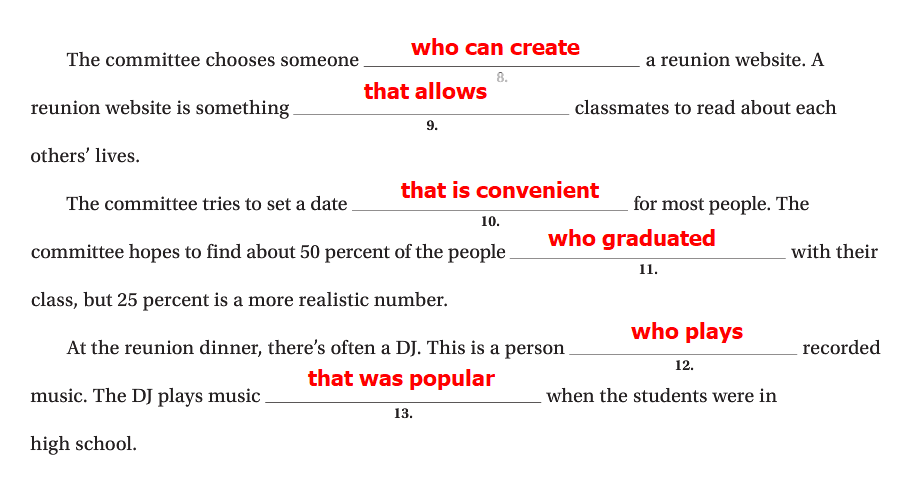 The committee chooses someone who can create a reunion website. A
8.
reunion website is something that allows classmates to read about each
9.
others’ lives.
The committee tries to set a date that is convenient for most people. The
10.
committee hopes to find about 50 percent of the people who graduated with their
11.
class, but 25 percent is a more realistic number.
At the reunion dinner, there’s often a DJ. This is a person who plays recorded
12.
music. The DJ plays music that was popular when the students were in
13.
high school.